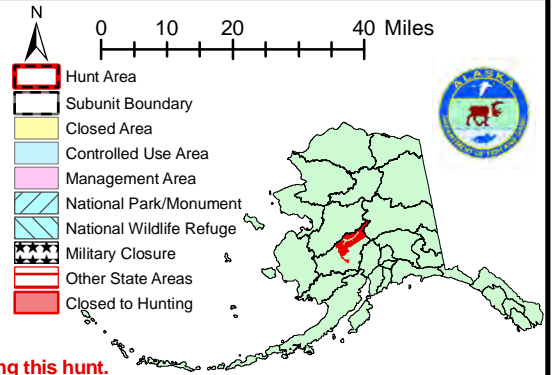 N
0 10 20 40 Miles
Hunt Area
Subunit Boundary
Closed Area
Controlled Use Area
Management Area
National Park/Monument
National Wildlife Refuge
Military Closure
Other State Areas
Closed to Hunting
ALASKA
ng this hunt.